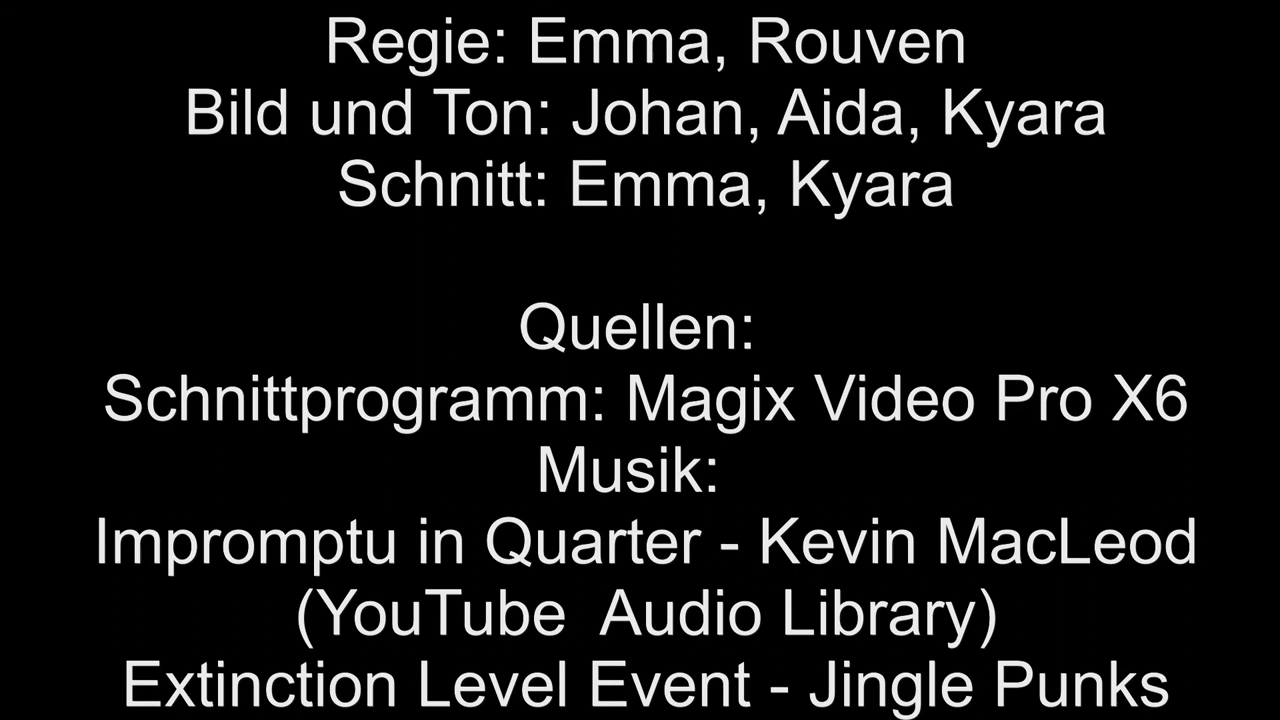 Regie: Emma, Rouven
Bild und Ton: Johan, Aida, Kyara
Schnitt: Emma, Kyara
Quellen:
Schnittprogramm: Magix Video Pro X6
Musik:
Impromptu in Quarter - Kevin MacLeod
(YouTube  Audio Library)
Extinction Level Event - Jingle Punks